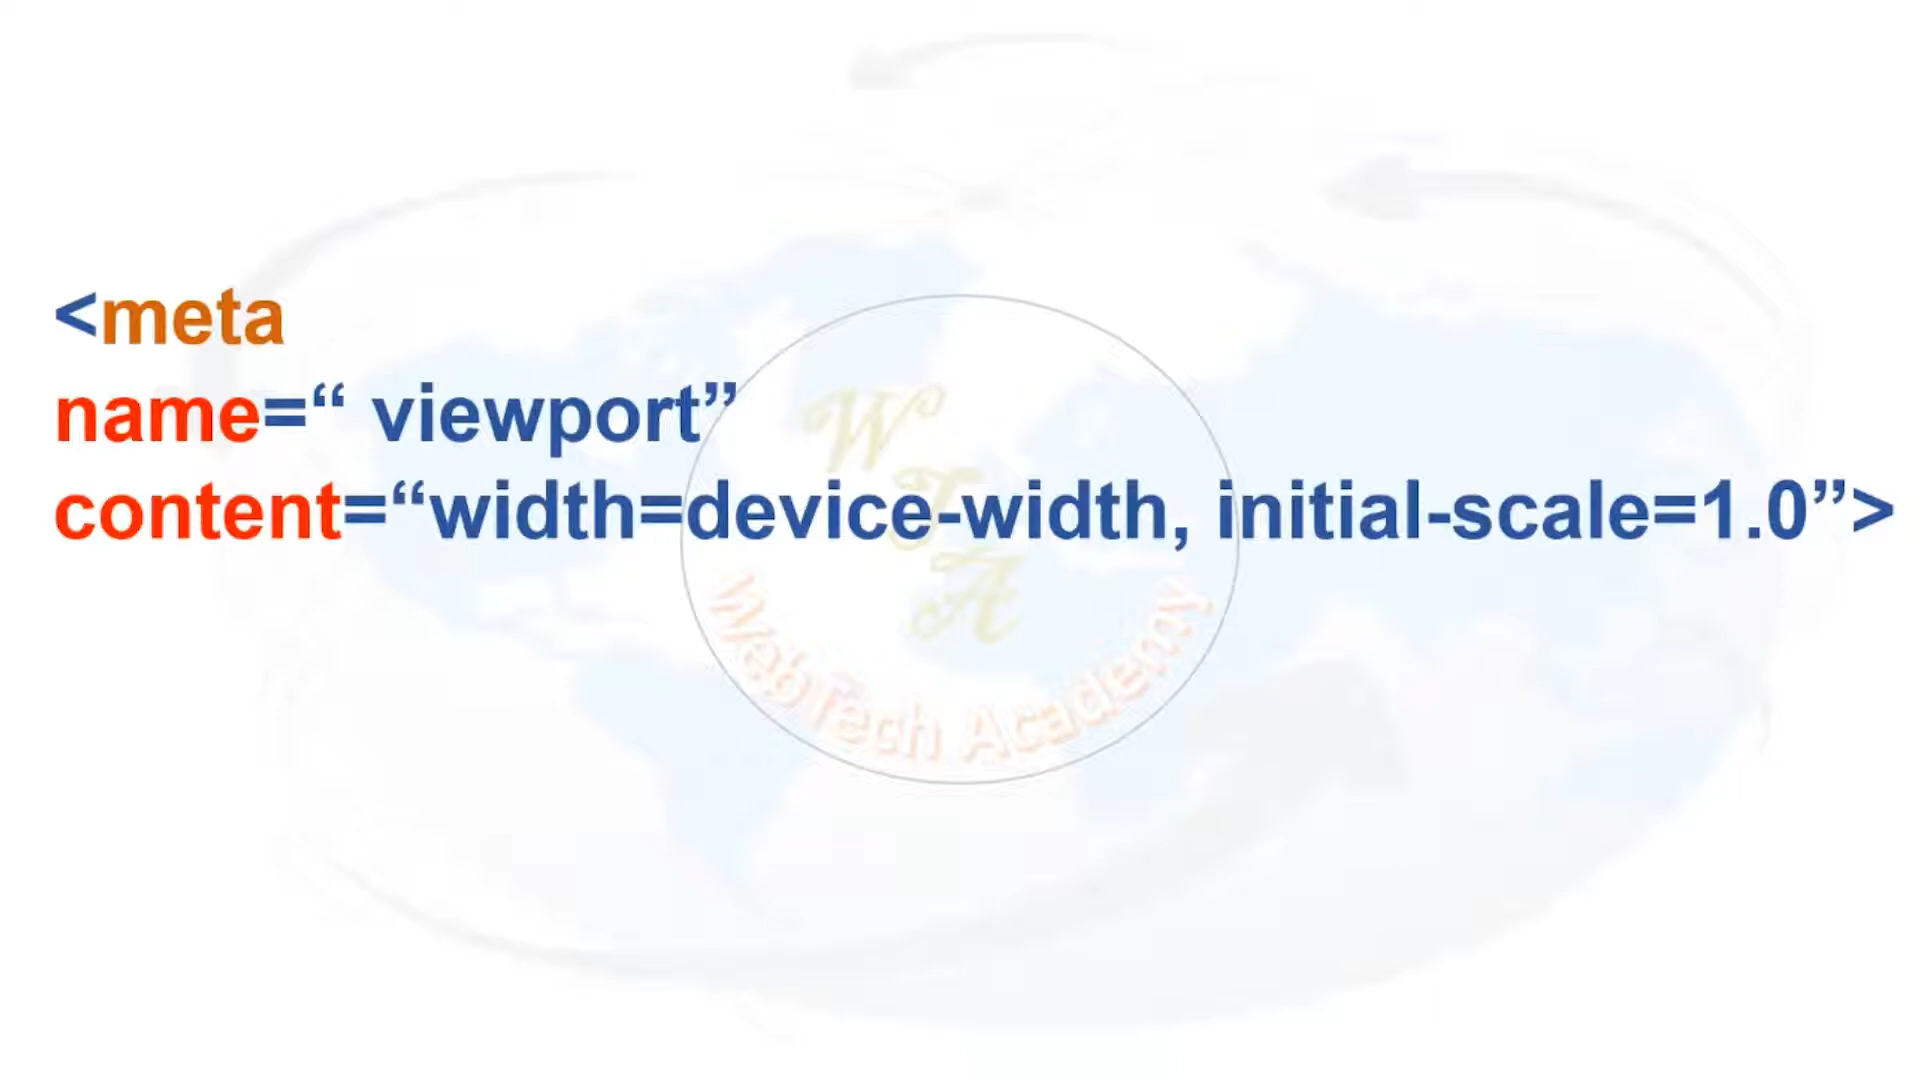 <meta
name=“ viewport”
content=“width=device-width, initial-scale=1.0”>
W
T
A
WebTech Academy